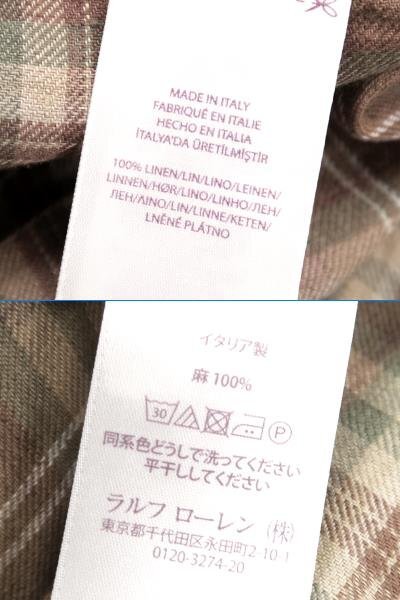 MADE IN ITALY
FABRIQUÉ EN ITALIE
HECHO EN ITALIA
İTALYA'DA ÜRETİLMİŞTİR
100% LINEN/LIN/LINO/LEINEN/
LINNEN/HØR/LINO/LINHO/ЛЕН/
ЛЕН/ΛΙΝΟ/LIN/LINNE/KETEN/
LNĚNÉ PLÁTNO
イタリア製
麻 100%
30 P
同系色どうしで洗ってください
平干ししてください
ラルフ ローレン (株)
東京都千代田区永田町2-10-1
0120-3274-20